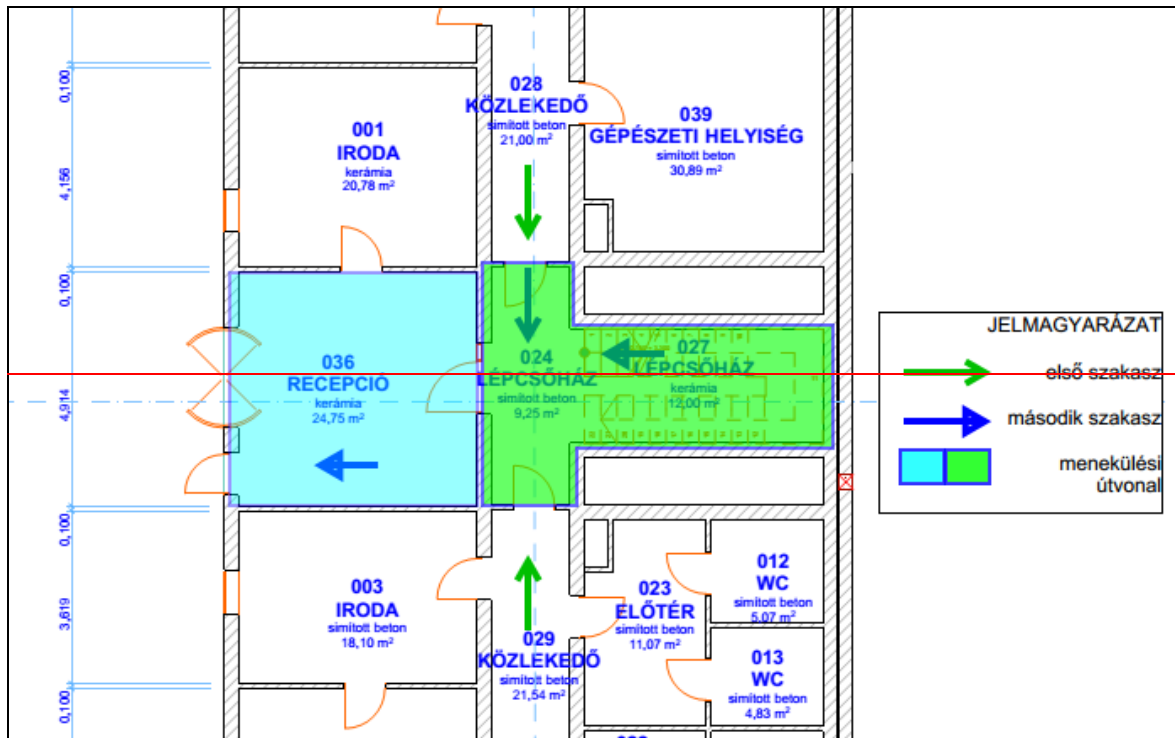 0,100
4,156
0,100
4,914
0,100
3,619
0,100
001
IRODA
kerámia
20,78 m²
028
KÖZLEKEDŐ
simított beton
21,00 m²
039
GÉPÉSZETI HELYISÉG
simított beton
30,89 m²
036
RECEPCIÓ
kerámia
24,75 m²
024
LÉPCSŐHÁZ
simított beton
9,25 m²
027
LÉPCSŐHÁZ
kerámia
12,00 m²
003
IRODA
simított beton
18,10 m²
029
KÖZLEKEDŐ
simított beton
21,54 m²
023
ELŐTÉR
simított beton
11,07 m²
012
WC
simított beton
5,07 m²
013
WC
simított beton
4,83 m²
JELMAGYARÁZAT
első szakasz
második szakasz
menekülési
útvonal